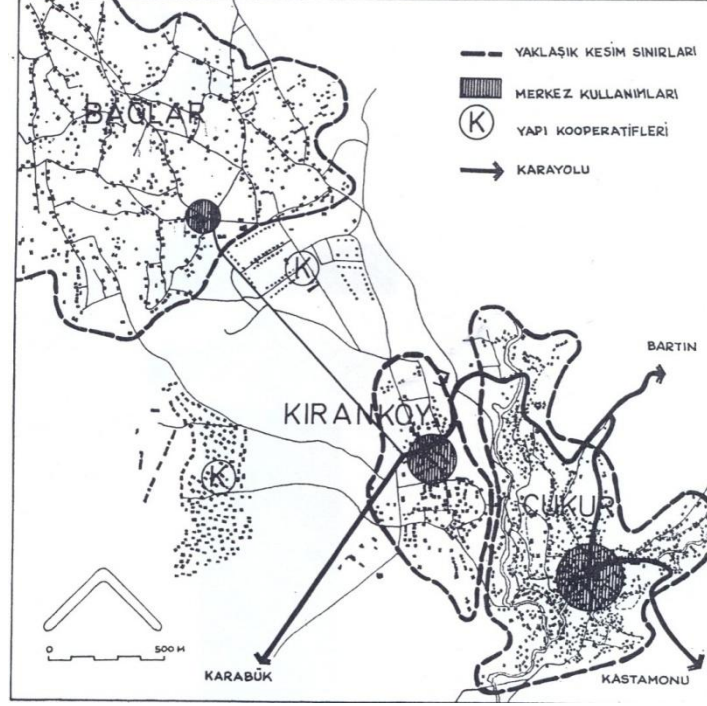 YAKLAŞIK KESİM SINIRLARI
MERKEZ KULLANIMLARI
K YAPI KOOPERATİFLERİ
KARAYOLU
BAĞLAR
K
BARTIN
KIRANKÖY
K
ÇUKUR
0 500 M
KARABÜK
KASTAMONU